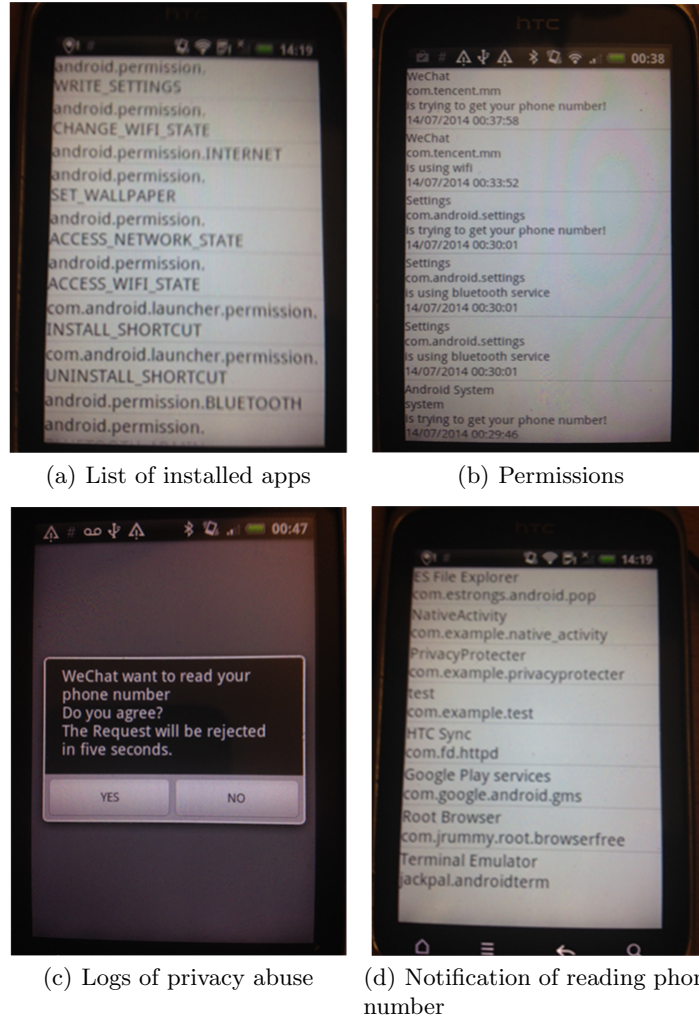 hTC
14:19
android.permission.
WRITE_SETTINGS
android.permission.
CHANGE_WIFI_STATE
android.permission.INTERNET
android.permission.
SET_WALLPAPER
android.permission.
ACCESS_NETWORK_STATE
android.permission.
ACCESS_WIFI_STATE
com.android.launcher.permission.
INSTALL_SHORTCUT
com.android.launcher.permission.
UNINSTALL_SHORTCUT
android.permission.BLUETOOTH
android.permission.
(a) List of installed apps
hTC
00:38
WeChat
com.tencent.mm
is trying to get your phone number!
14/07/2014 00:37:58
WeChat
com.tencent.mm
is using wifi
14/07/2014 00:33:52
Settings
com.android.settings
is trying to get your phone number!
14/07/2014 00:30:01
Settings
com.android.settings
is using bluetooth service
14/07/2014 00:30:01
Settings
com.android.settings
is using bluetooth service
14/07/2014 00:30:01
Android System
system
is trying to get your phone number!
14/07/2014 00:29:46
(b) Permissions
00:47
WeChat want to read your
phone number
Do you agree?
The Request will be rejected
in five seconds.
YES NO
(c) Logs of privacy abuse
hTC
14:19
ES File Explorer
com.estrongs.android.pop
NativeActivity
com.example.native_activity
PrivacyProtecter
com.example.privacyprotecter
test
com.example.test
HTC Sync
com.fd.httpd
Google Play services
com.google.android.gms
Root Browser
com.jrummy.root.browserfree
Terminal Emulator
jackpal.androidterm
(d) Notification of reading phon
number